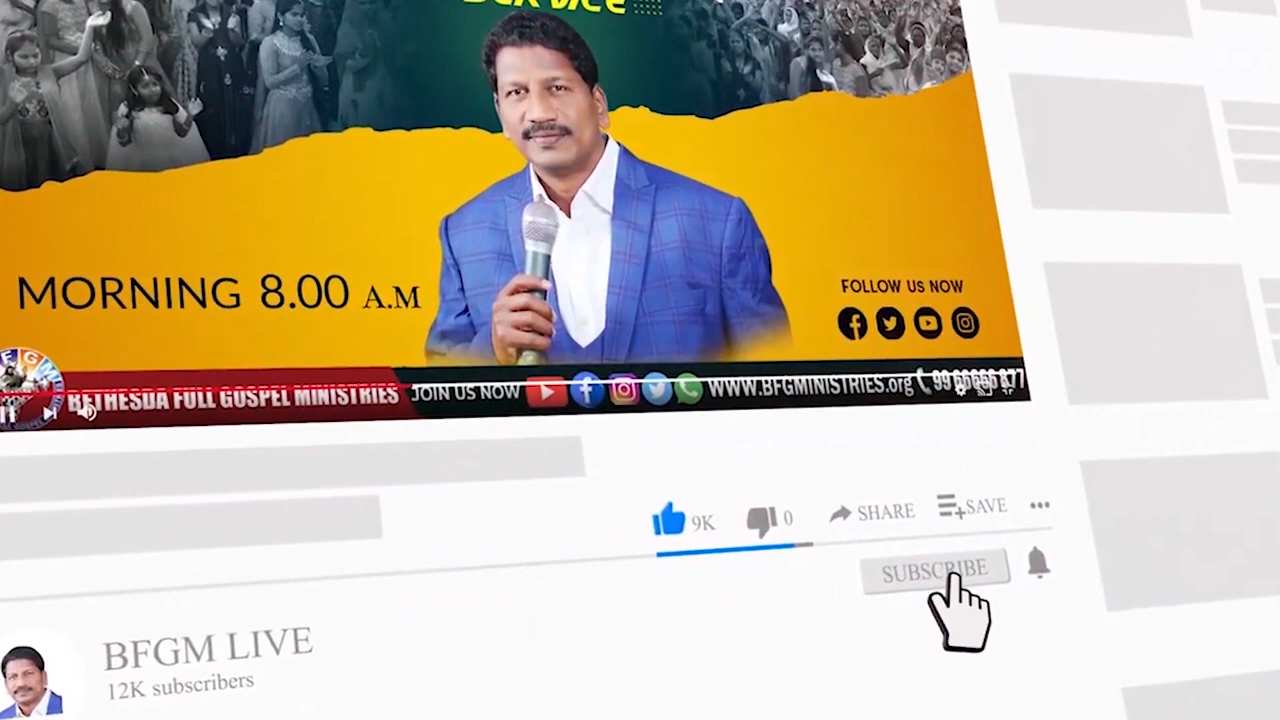 SERVICE
MORNING 8.00 A.M
FOLLOW US NOW
BETHESDA FULL GOSPEL MINISTRIES JOIN US NOW WWW.BFGMINISTRIES.org
9K 0 SHARE SAVE
SUBSCRIBE
BFGM LIVE
12K subscribers